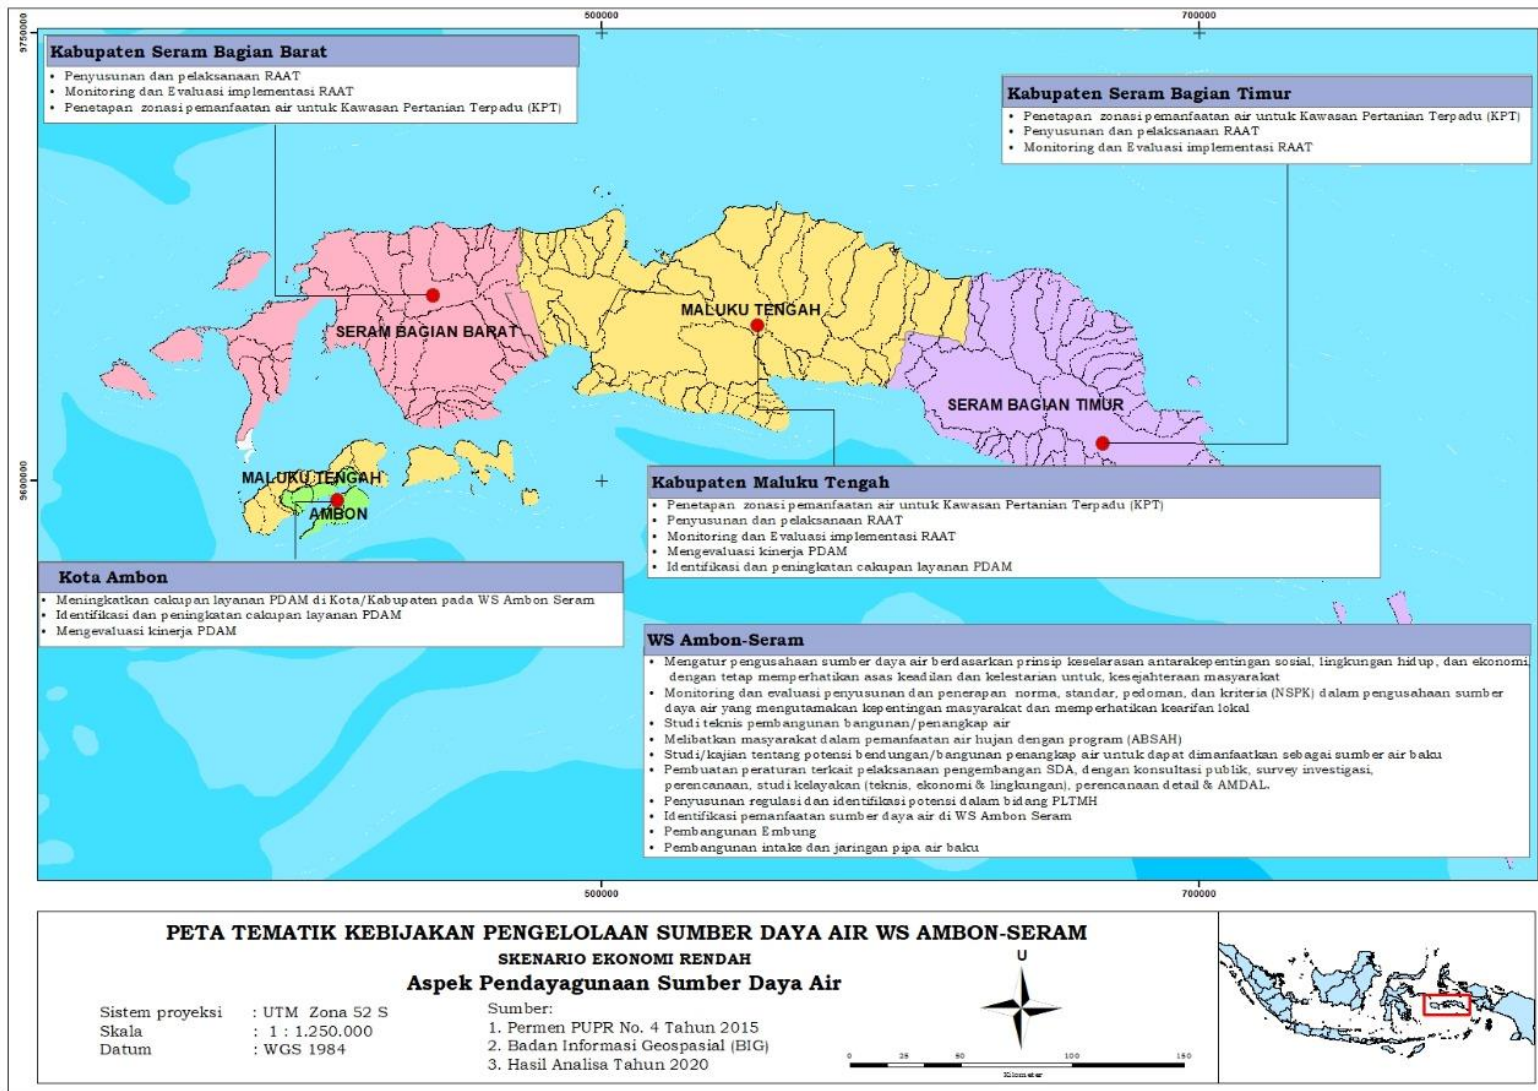 500000
700000
9750000
Kabupaten Seram Bagian Barat
• Penyusunan dan pelaksanaan RAAT
• Monitoring dan Evaluasi implementasi RAAT
• Penetapan zonasi pemanfaatan air untuk Kawasan Pertanian Terpadu (KPT)
Kabupaten Seram Bagian Timur
• Penetapan zonasi pemanfaatan air untuk Kawasan Pertanian Terpadu (KPT)
• Penyusunan dan pelaksanaan RAAT
• Monitoring dan Evaluasi implementasi RAAT
MALUKU TENGAH
SERAM BAGIAN BARAT
SERAM BAGIAN TIMUR
MALUKU TENGAH
AMBON
9600000
Kabupaten Maluku Tengah
• Penetapan zonasi pemanfaatan air untuk Kawasan Pertanian Terpadu (KPT)
• Penyusunan dan pelaksanaan RAAT
• Monitoring dan Evaluasi implementasi RAAT
• Mengevaluasi kinerja PDAM
• Identifikasi dan peningkatan cakupan layanan PDAM
Kota Ambon
• Meningkatkan cakupan layanan PDAM di Kota/Kabupaten pada WS Ambon Seram
• Identifikasi dan peningkatan cakupan layanan PDAM
• Mengevaluasi kinerja PDAM
WS Ambon-Seram
• Mengatur pengusahaan sumber daya air berdasarkan prinsip keselarasan antarakepentingan sosial, lingkungan hidup, dan ekonomi,
dengan tetap memperhatikan asas keadilan dan kelestarian untuk, kesejahteraan masyarakat
• Monitoring dan evaluasi penyusunan dan penerapan norma, standar, pedoman, dan kriteria (NSPK) dalam pengusahaan sumber
daya air yang mengutamakan kepentingan masyarakat dan memperhatikan kearifan lokal
• Studi teknis pembangunan bangunan/penangkap air
• Melibatkan masyarakat dalam pemanfaatan air hujan dengan program (ABSAH)
• Studi/kajian tentang potensi bendungan/bangunan penangkap air untuk dapat dimanfaatkan sebagai sumber air baku
• Pembuatan peraturan terkait pelaksanaan pengembangan SDA, dengan konsultasi publik, survey investigasi,
perencanaan, studi kelayakan (teknis, ekonomi & lingkungan), perencanaan detail & AMDAL.
• Penyusunan regulasi dan identifikasi potensi dalam bidang PLTMH
• Identifikasi pemanfaatan sumber daya air di WS Ambon Seram
• Pembangunan Embung
• Pembangunan intake dan jaringan pipa air baku
500000
700000
PETA TEMATIK KEBIJAKAN PENGELOLAAN SUMBER DAYA AIR WS AMBON-SERAM
SKENARIO EKONOMI RENDAH
Aspek Pendayagunaan Sumber Daya Air
Sistem proyeksi : UTM Zona 52 S
Skala : 1 : 1.250.000
Datum : WGS 1984
Sumber:
1. Permen PUPR No. 4 Tahun 2015
2. Badan Informasi Geospasial (BIG)
3. Hasil Analisa Tahun 2020
U
0 25 50 100 150
Kilometer